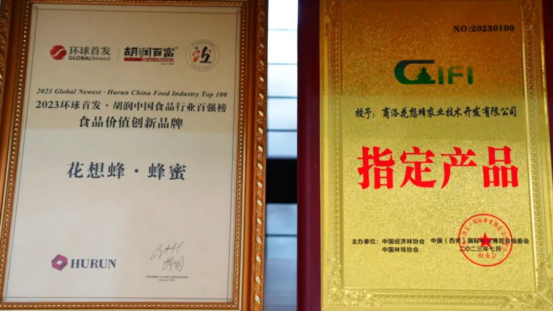 环球首发
GLOBALNewest
胡润百富
2023 Global Newest · Hurun China Food Industry Top 100
2023环球首发·胡润中国食品行业百强榜
食品价值创新品牌
花想蜂·蜂蜜
HURUN
NO:20230100
GIFI
授予：商洛花想蜂农业技术开发有限公司
指定产品
主办单位：中国经济林协会
中国林场协会
二〇二三年七月